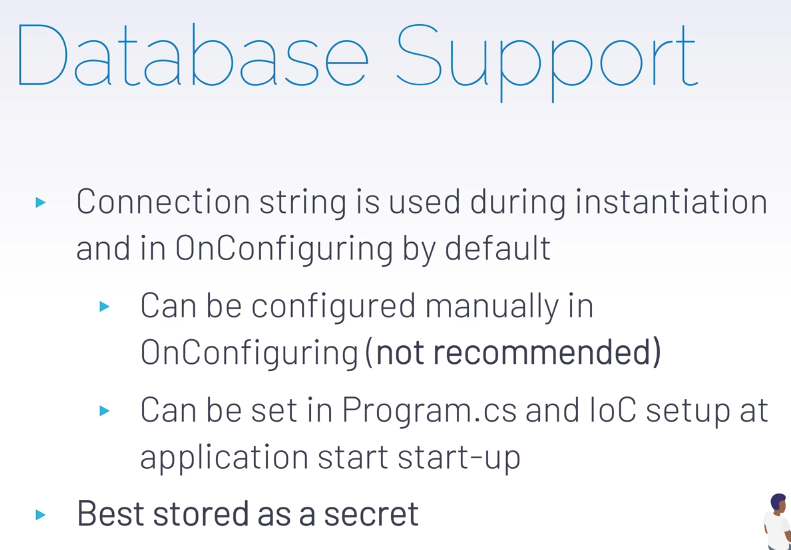 Database Support
Connection string is used during instantiation
and in OnConfiguring by default
Can be configured manually in
OnConfiguring (not recommended)
Can be set in Program.cs and IoC setup at
application start start-up
Best stored as a secret